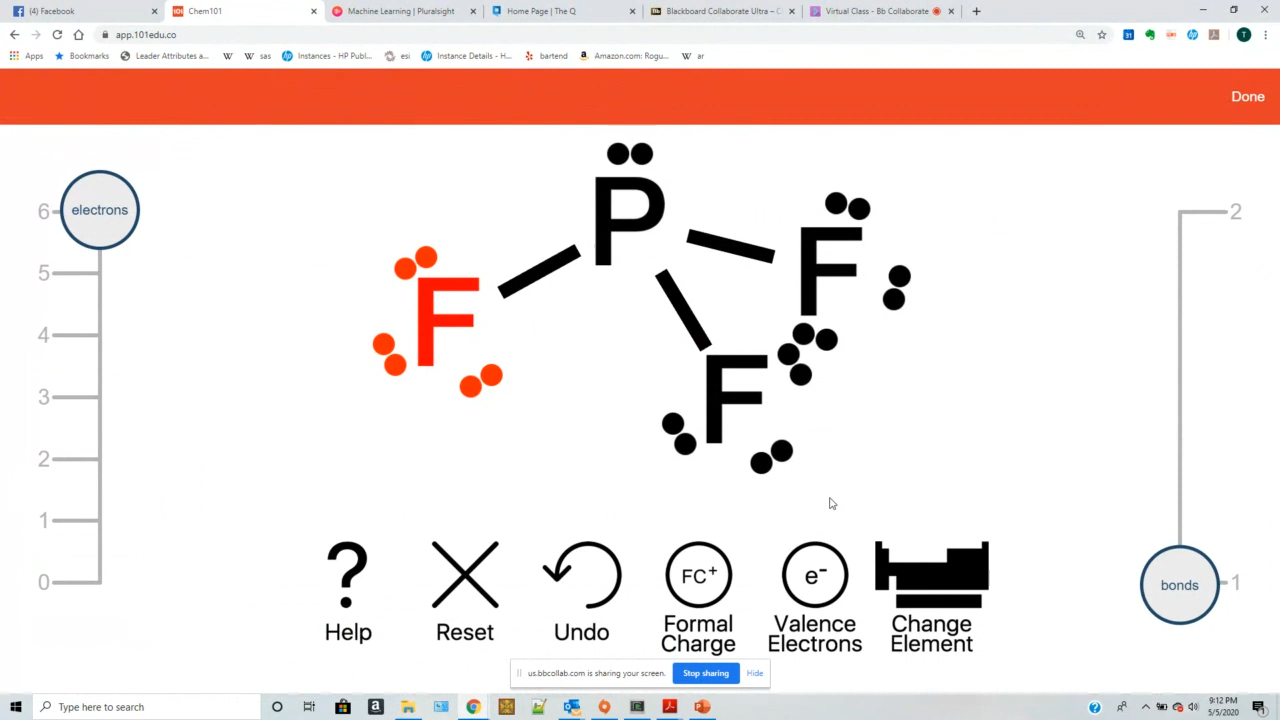 Facebook
Chem101
Machine Learning | Pluralsight
Home Page | The Q
Blackboard Collaborate Ultra – C
Virtual Class - Bb Collaborate
app.101edu.co
Apps
Bookmarks
Leader Attributes a...
sas
Instances - HP Publ...
esi
Instance Details - H...
bartend
Amazon.com: Rogu...
ar
Done
electrons
6
5
4
3
2
1
0
P
F
F
F
2
bonds
1
?
FC+
e-
Help
Reset
Undo
Formal Charge
Valence Electrons
Change Element
us.bbcollab.com is sharing your screen.
Stop sharing
Hide
Type here to search
9:12 PM
5/5/2020